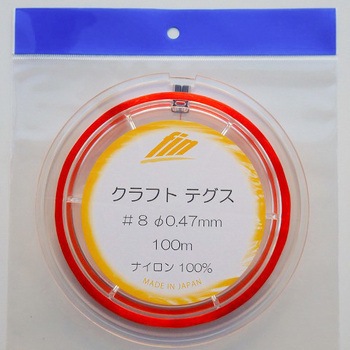 fin
クラフト テグス
#8 φ0.47mm
100m
ナイロン 100%
MADE IN JAPAN